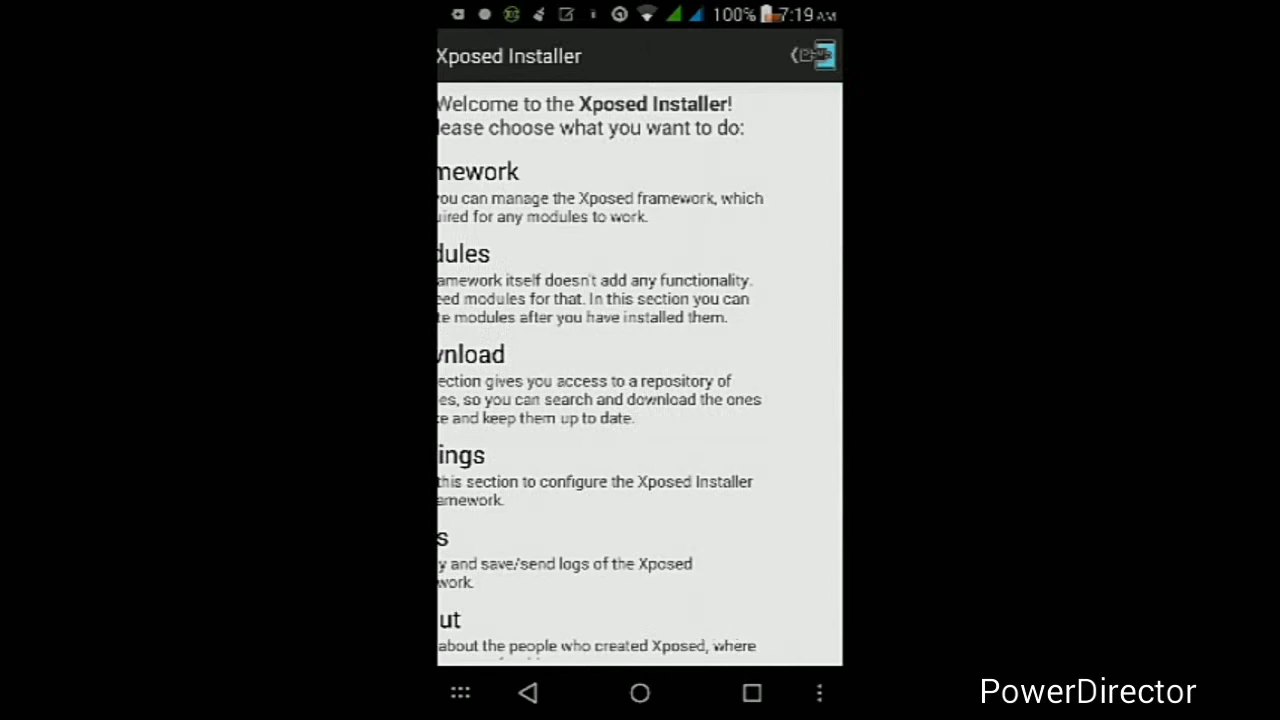 100% 7:19 AM
Xposed Installer
Welcome to the Xposed Installer!
lease choose what you want to do:
mework
you can manage the Xposed framework, which
uired for any modules to work.
dules
amework itself doesn't add any functionality.
eed modules for that. In this section you can
te modules after you have installed them.
wnload
ection gives you access to a repository of
es, so you can search and download the ones
e and keep them up to date.
ings
this section to configure the Xposed Installer
amework.
s
y and save/send logs of the Xposed
work.
ut
about the people who created Xposed, where
PowerDirector